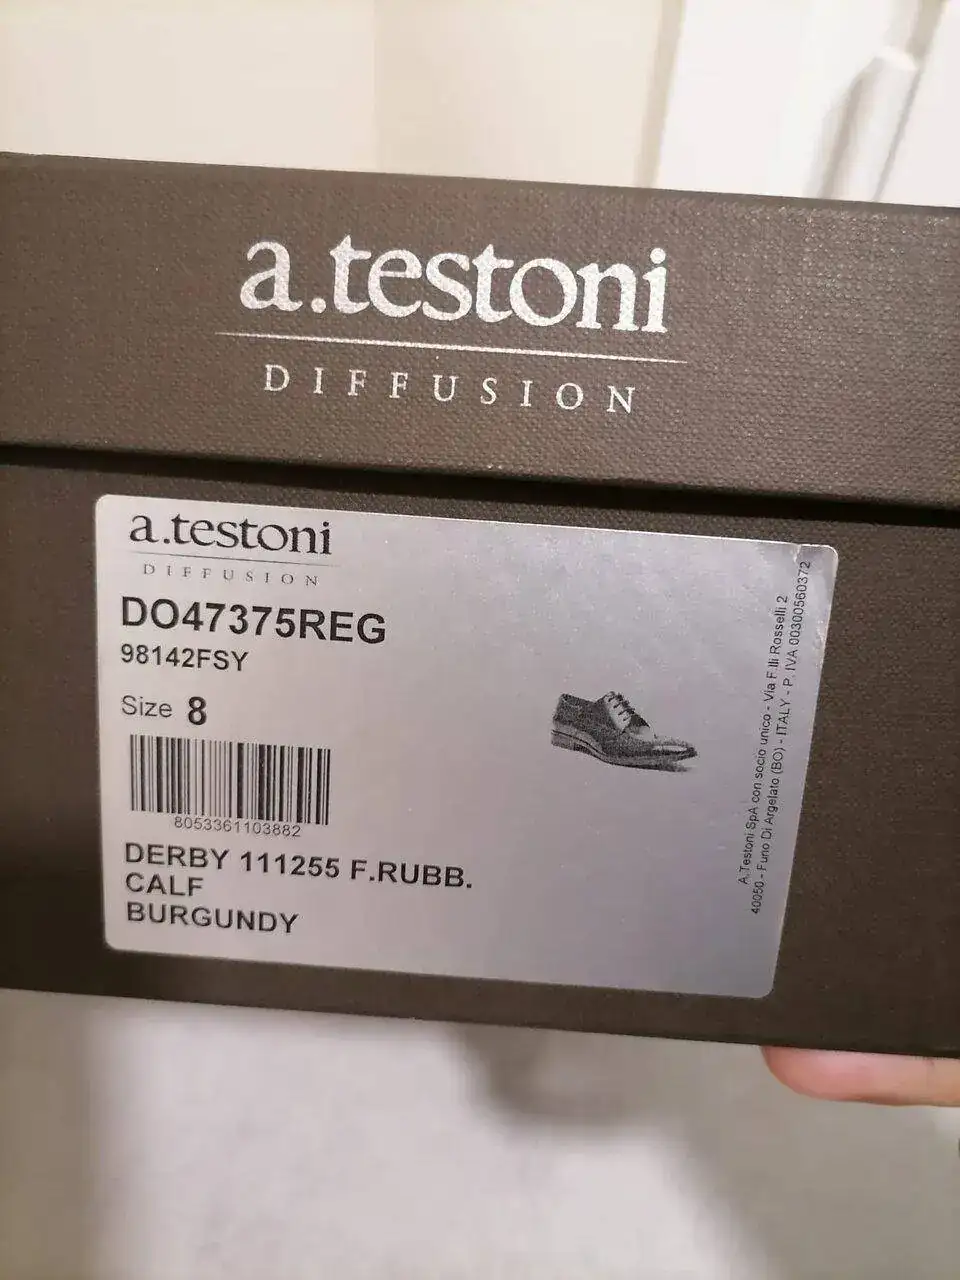 a.testoni
DIFFUSION
a.testoni
DIFFUSION
DO47375REG
98142FSY
Size 8
8053361103882
DERBY 111255 F.RUBB.
CALF
BURGUNDY
A.Testoni SpA con socio unico - Via F.lli Rosselli 2
40050 - Funo Di Argelato (BO) - ITALY - P. IVA 00300560372